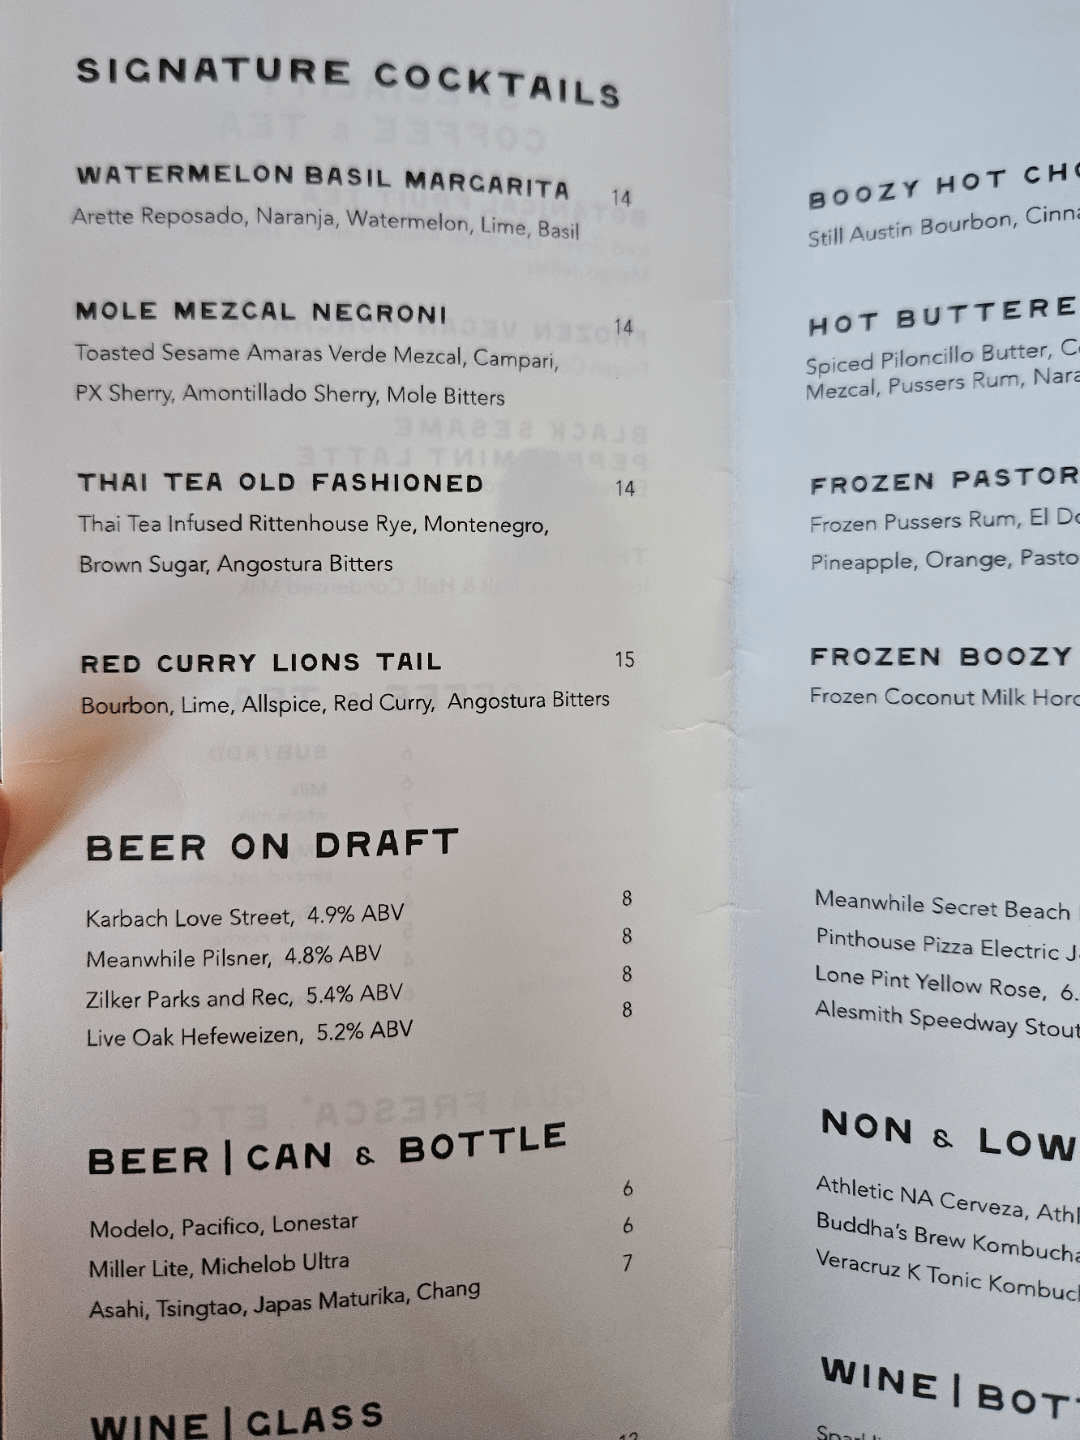 SIGNATURE COCKTAILS
WATERMELON BASIL MARGARITA 14
Arette Reposado, Naranja, Watermelon, Lime, Basil
MOLE MEZCAL NEGRONI 14
Toasted Sesame Amaras Verde Mezcal, Campari,
PX Sherry, Amontillado Sherry, Mole Bitters
THAI TEA OLD FASHIONED 14
Thai Tea Infused Rittenhouse Rye, Montenegro,
Brown Sugar, Angostura Bitters
RED CURRY LIONS TAIL 15
Bourbon, Lime, Allspice, Red Curry, Angostura Bitters
BEER ON DRAFT
Karbach Love Street, 4.9% ABV 8
Meanwhile Pilsner, 4.8% ABV 8
Zilker Parks and Rec, 5.4% ABV 8
Live Oak Hefeweizen, 5.2% ABV 8
BEER | CAN & BOTTLE
Modelo, Pacifico, Lonestar 6
Miller Lite, Michelob Ultra 6
Asahi, Tsingtao, Japas Maturika, Chang 7
WINE | GLASS
BOOZY HOT
Still Austin Bourbon,
HOT
Spiced Piloncillo Butter,
Mezcal, Pussers Rum,
FROZEN
Frozen Pussers Rum, El
Pineapple, Orange,
FROZEN BOOZY
Frozen Coconut Milk
Meanwhile Secret Beach
Pinthouse Pizza Electric
Lone Pint Yellow Rose, 6.
Alesmith Speedway Stout
NON & LOW
Athletic NA Cerveza,
Buddha's Brew Kombucha
Veracruz K Tonic
WINE |